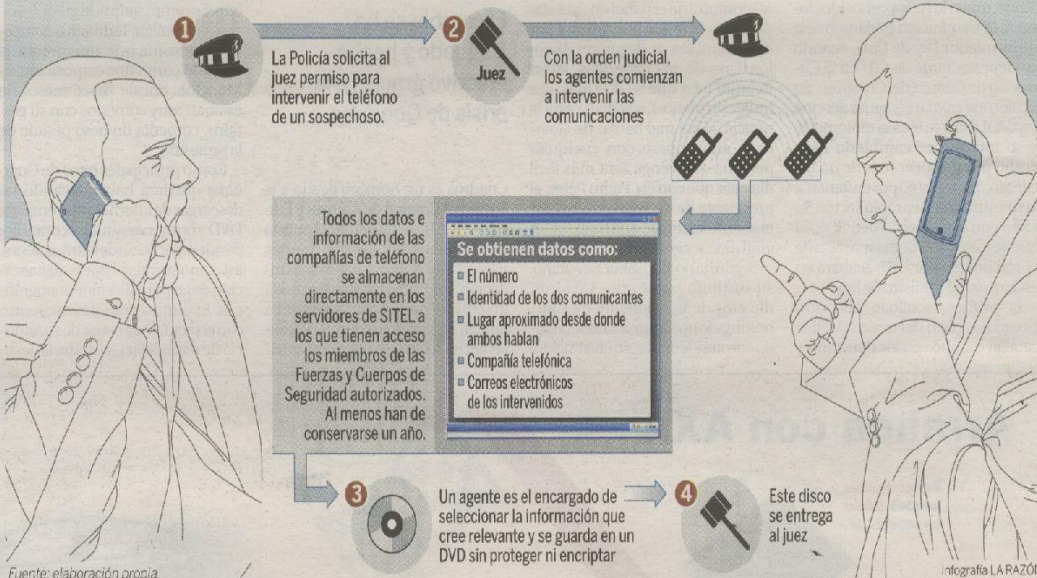 1
La Policía solicita al
juez permiso para
intervenir el teléfono
de un sospechoso.
2
Juez
Con la orden judicial,
los agentes comienzan
a intervenir las
comunicaciones
Todos los datos e
información de las
compañías de teléfono
se almacenan
directamente en los
servidores de SITEL a
los que tienen acceso
los miembros de las
Fuerzas y Cuerpos de
Seguridad autorizados.
Al menos han de
conservarse un año.
Se obtienen datos como:
El número
Identidad de los dos comunicantes
Lugar aproximado desde donde
ambos hablan
Compañía telefónica
Correos electrónicos
de los intervenidos
3
Un agente es el encargado de
seleccionar la información que
cree relevante y se guarda en un
DVD sin proteger ni encriptar
4
Este disco
se entrega
al juez
Fuente: elaboración propia
Infografía LA RAZÓN